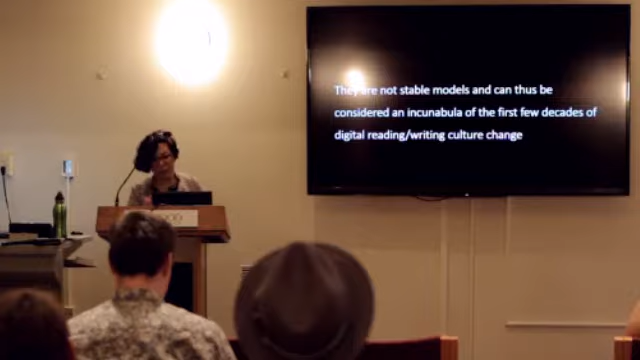 They are not stable models and can thus be
considered an incunabula of the first few decades of
digital reading/writing culture change